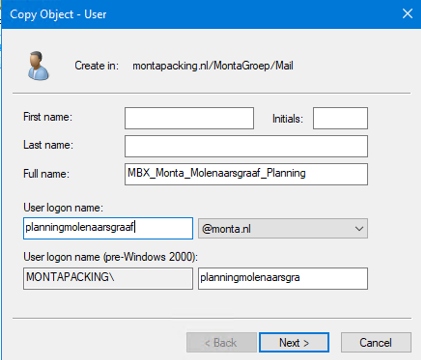 Copy Object - User
Create in: montapacking.nl/MontaGroep/Mail
First name: Initials:
Last name:
Full name: MBX_Monta_Molenaarsgraaf_Planning
User logon name:
planningmolenaarsgraaf @monta.nl
User logon name (pre-Windows 2000):
MONTAPACKING\ planningmolenaarsgra
< Back Next > Cancel